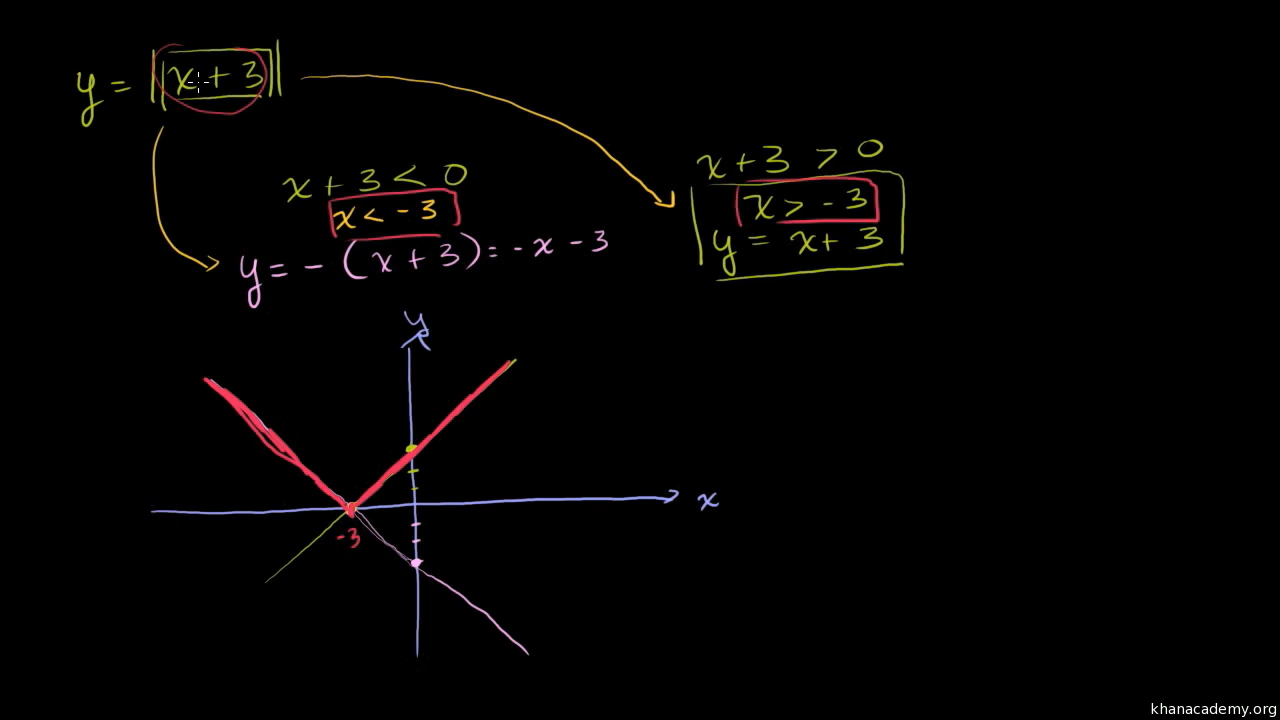 y = |x + 3|
x + 3 < 0
x < -3
y = - (x + 3) = -x - 3
x + 3 > 0
x > -3
y = x + 3
y
x
-3
khanacademy.org